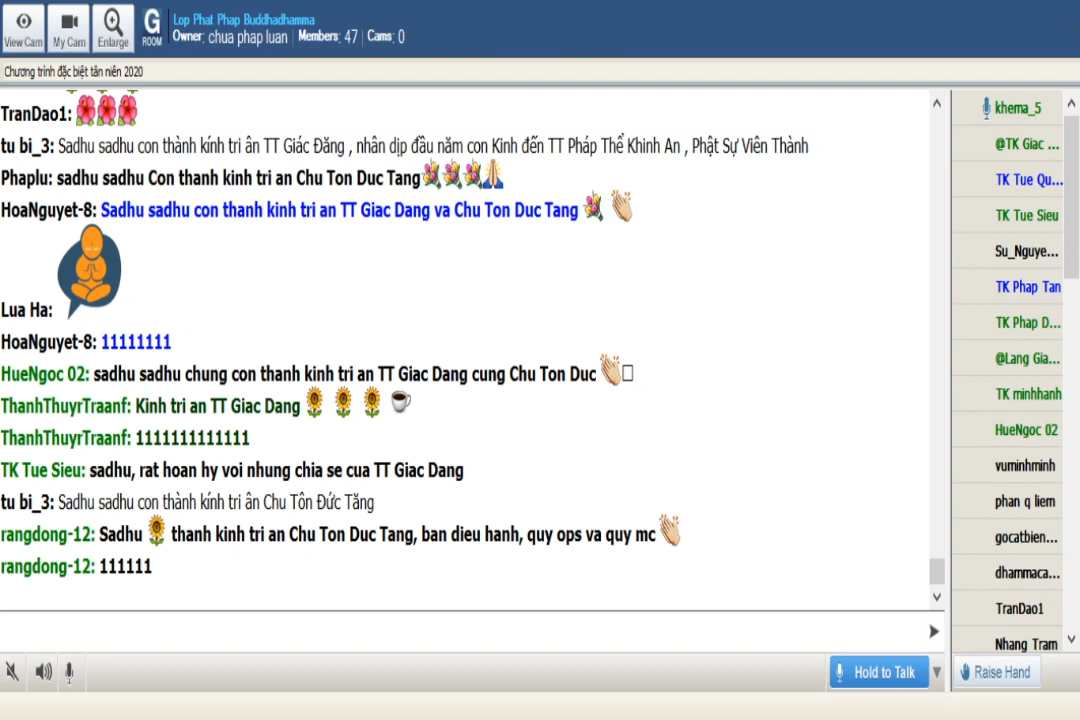 View Cam
My Cam
Enlarge
G ROOM
Lop Phat Phap Buddhadhamma
Owner: chua phap luan Members: 47 Cams: 0
Chương trình đặc biệt tân niên 2020
TranDao1:
tu bi_3: Sadhu sadhu con thành kính tri ân TT Giác Đăng , nhân dịp đầu năm con Kinh đến TT Pháp Thể Khinh An , Phật Sự Viên Thành
Phaplu: sadhu sadhu Con thanh kinh tri an Chu Ton Duc Tang
HoaNguyet-8: Sadhu sadhu con thanh kinh tri an TT Giac Dang va Chu Ton Duc Tang
Lua Ha:
HoaNguyet-8: 11111111
HueNgoc 02: sadhu sadhu chung con thanh kinh tri an TT Giac Dang cung Chu Ton Duc
ThanhThuyrTraanf: Kinh tri an TT Giac Dang
ThanhThuyrTraanf: 1111111111111
TK Tue Sieu: sadhu, rat hoan hy voi nhung chia se cua TT Giac Dang
tu bi_3: Sadhu sadhu con thành kính tri ân Chu Tôn Đức Tăng
rangdong-12: Sadhu thanh kinh tri an Chu Ton Duc Tang, ban dieu hanh, quy ops va quy mc
rangdong-12: 111111
khema_5
@TK Giac ...
TK Tue Qu...
TK Tue Sieu
Su_Nguye...
TK Phap Tan
TK Phap D...
@Lang Gia...
TK minhhanh
HueNgoc 02
vuminhminh
phan q liem
gocatbien...
dhammaca...
TranDao1
Nhang Tram
Hold to Talk
Raise Hand